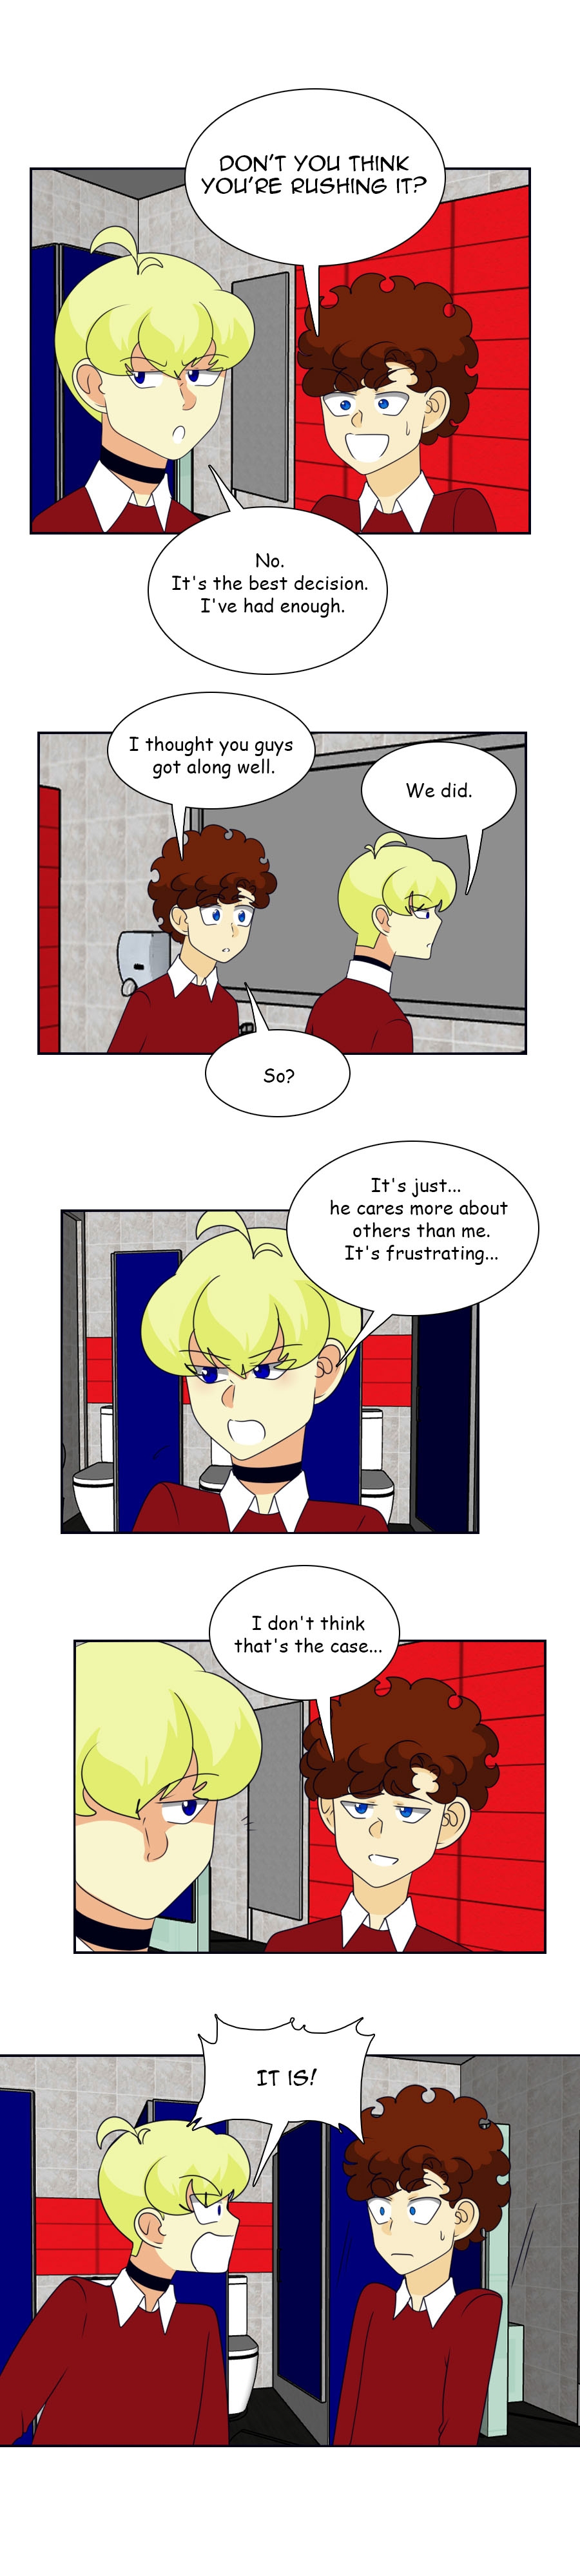 DON'T YOU THINK
YOU'RE RUSHING IT?
No.
It's the best decision.
I've had enough.
I thought you guys
got along well.
We did.
So?
It's just...
he cares more about
others than me.
It's frustrating...
I don't think
that's the case...
IT IS!